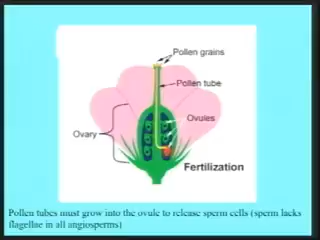 Pollen grains
Pollen tube
Ovules
Ovary
Fertilization
Pollen tubes must grow into the ovule to release sperm cells (sperm lacks
flagellae in all angiosperms)